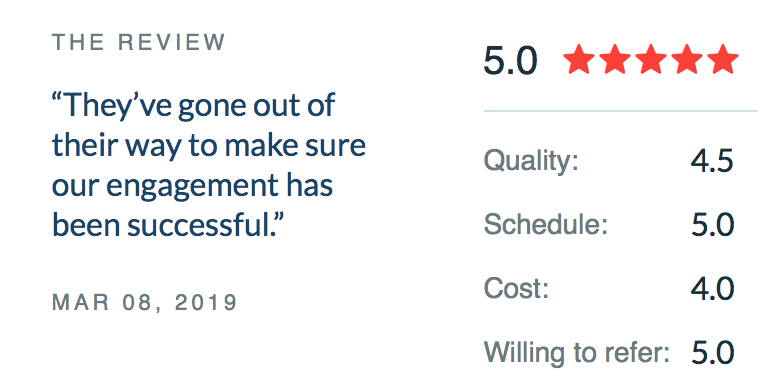 THE REVIEW
“They’ve gone out of
their way to make sure
our engagement has
been successful.”
MAR 08, 2019
5.0
Quality: 4.5
Schedule: 5.0
Cost: 4.0
Willing to refer: 5.0